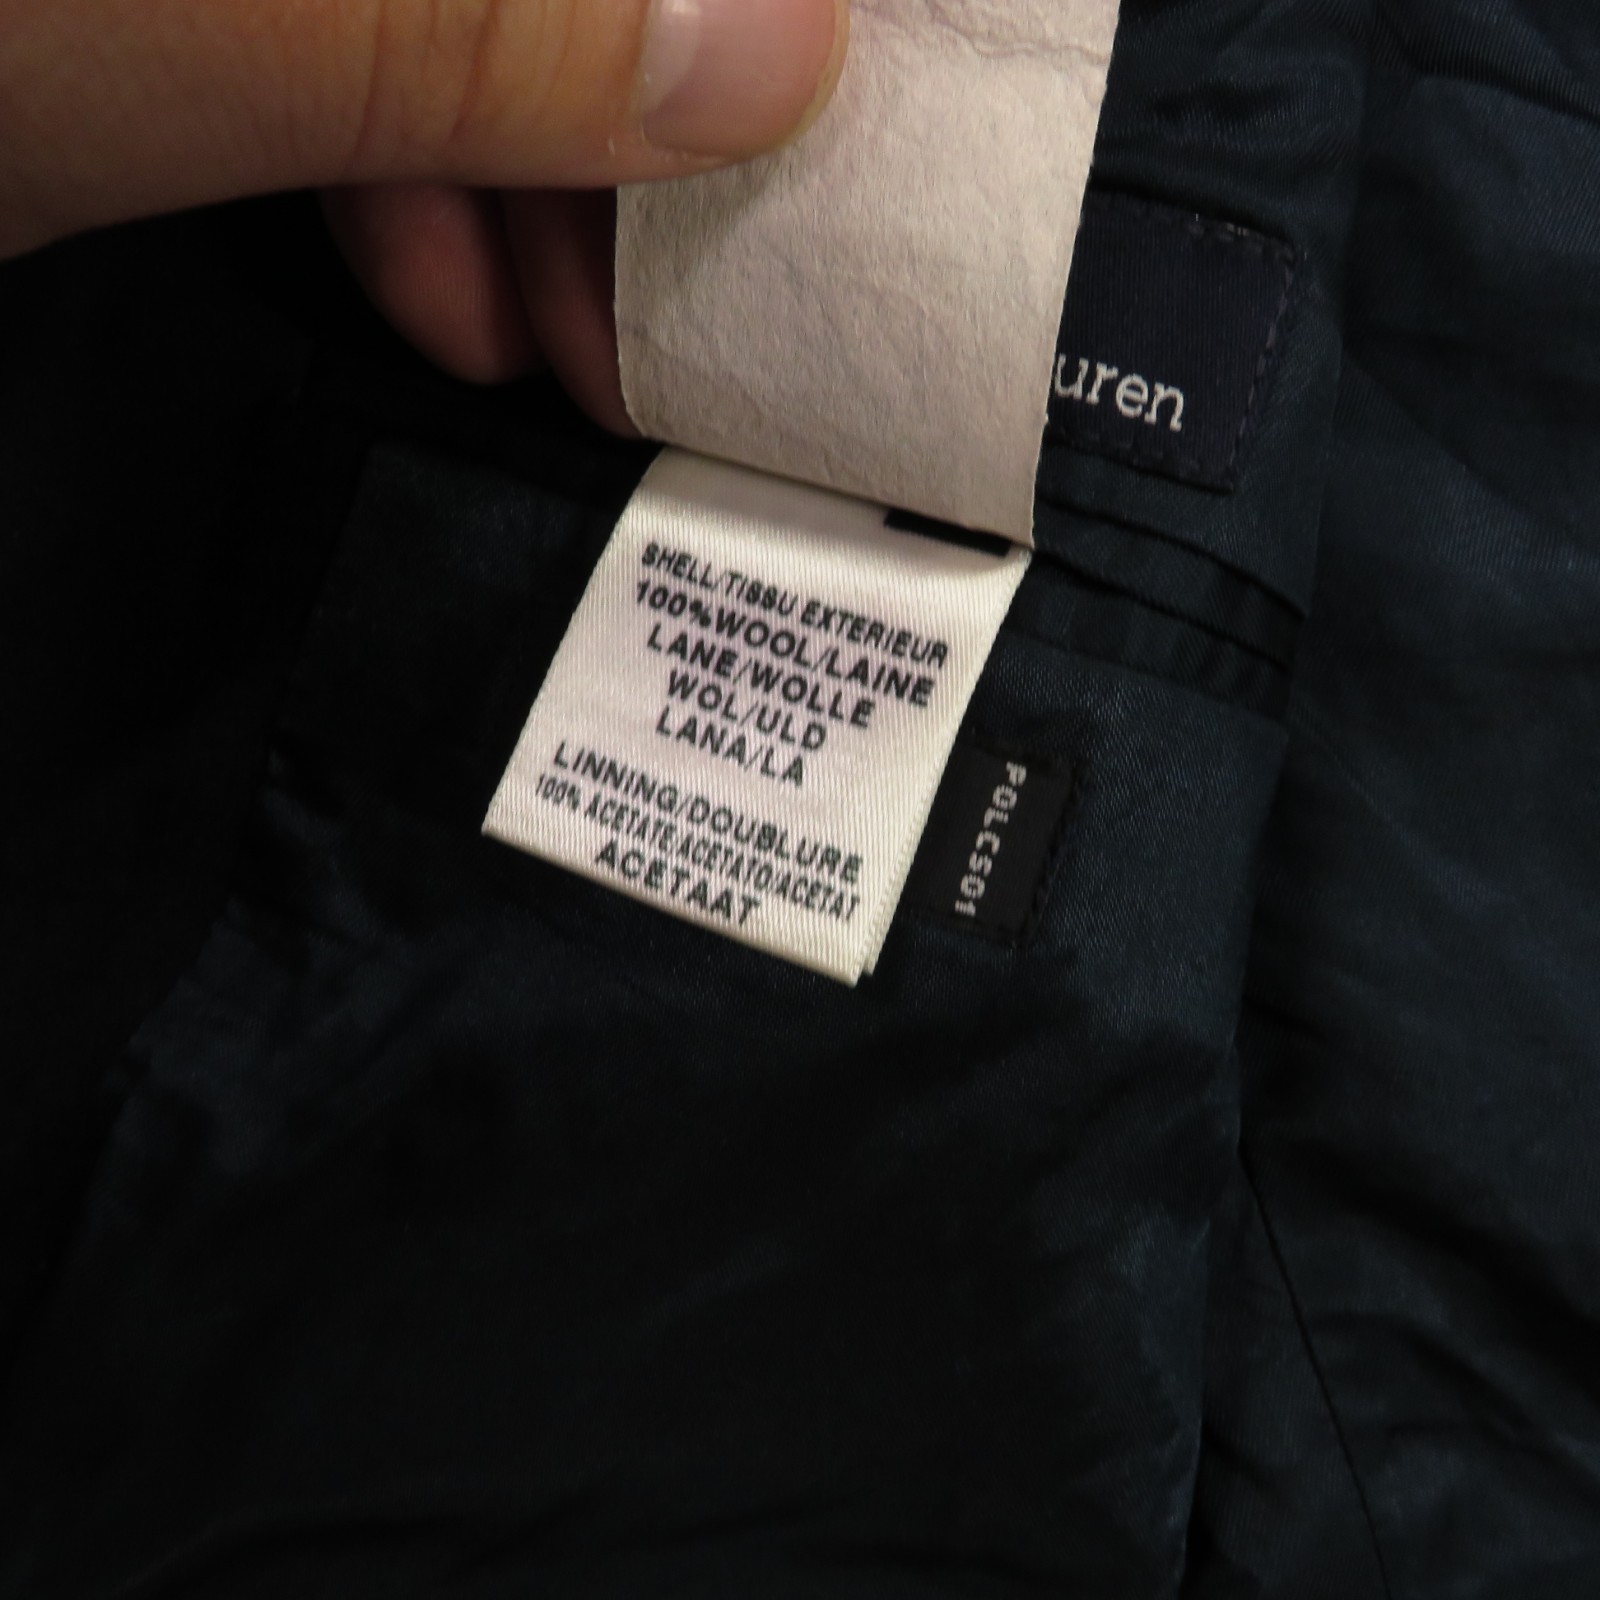 uren
SHELL/TISSU EXTERIEUR
100%WOOL/LAINE
LANE/WOLLE
WOL/ULD
LANA/LA
LINNING/DOUBLURE
100% ACETATE/ACETATO/ACETAT
ACETAAT
POLCS01